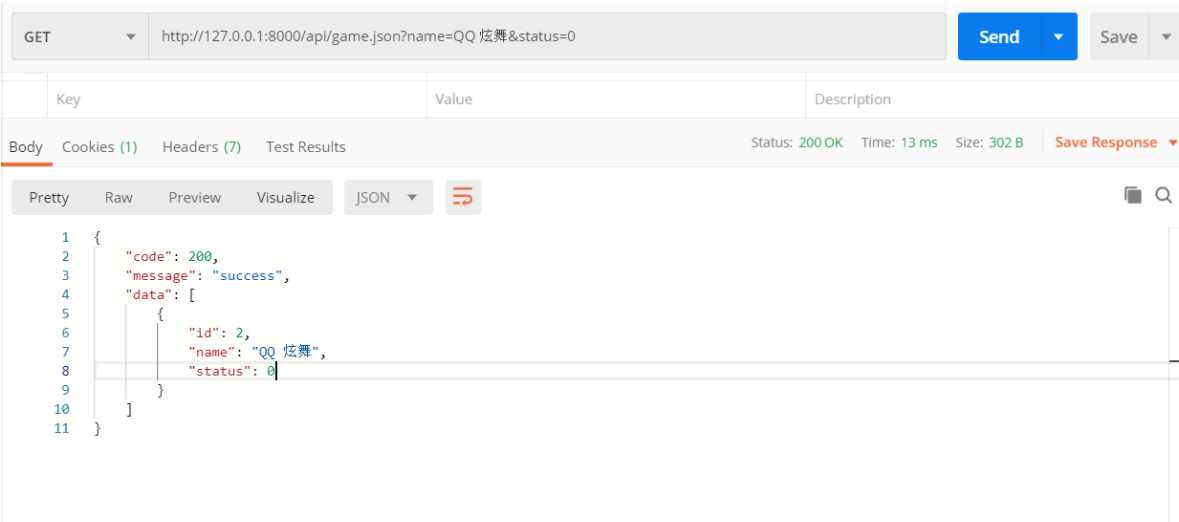 GET http://127.0.0.1:8000/api/game.json?name=QQ 炫舞&status=0 Send Save
Key Value Description
Body Cookies (1) Headers (7) Test Results Status: 200 OK Time: 13 ms Size: 302 B Save Response
Pretty Raw Preview Visualize JSON
1 {
2 "code": 200,
3 "message": "success",
4 "data": [
5 {
6 "id": 2,
7 "name": "QQ 炫舞",
8 "status": 0
9 }
10 ]
11 }